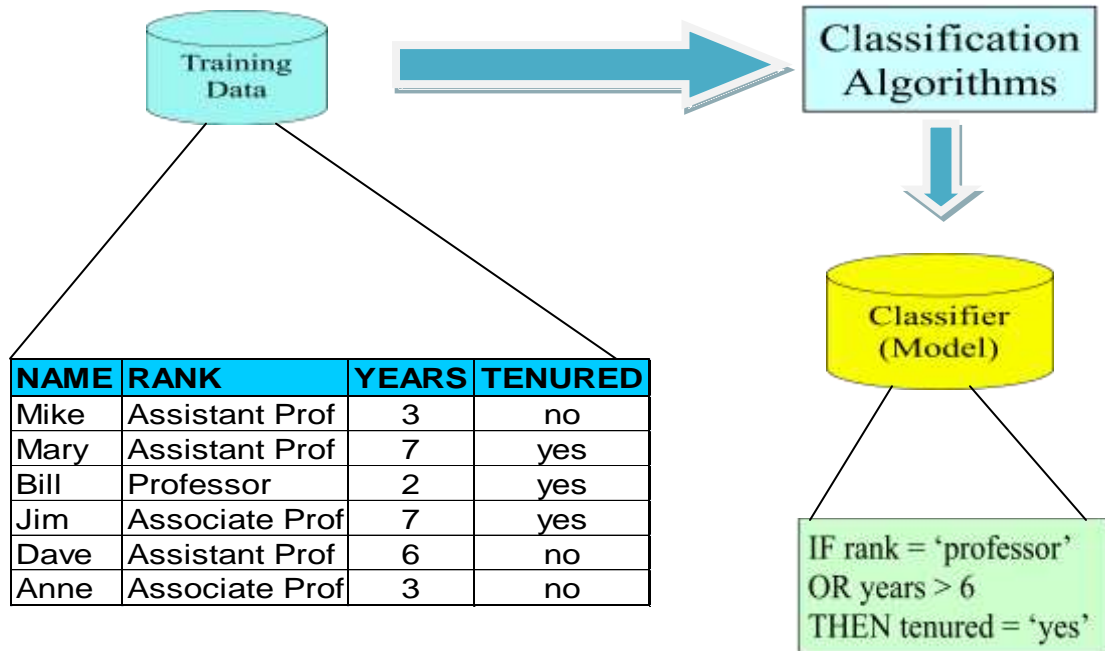 Training
Data
Classification
Algorithms
Classifier
(Model)
NAME RANK YEARS TENURED
Mike Assistant Prof 3 no
Mary Assistant Prof 7 yes
Bill Professor 2 yes
Jim Associate Prof 7 yes
Dave Assistant Prof 6 no
Anne Associate Prof 3 no
IF rank = ‘professor’
OR years > 6
THEN tenured = ‘yes’